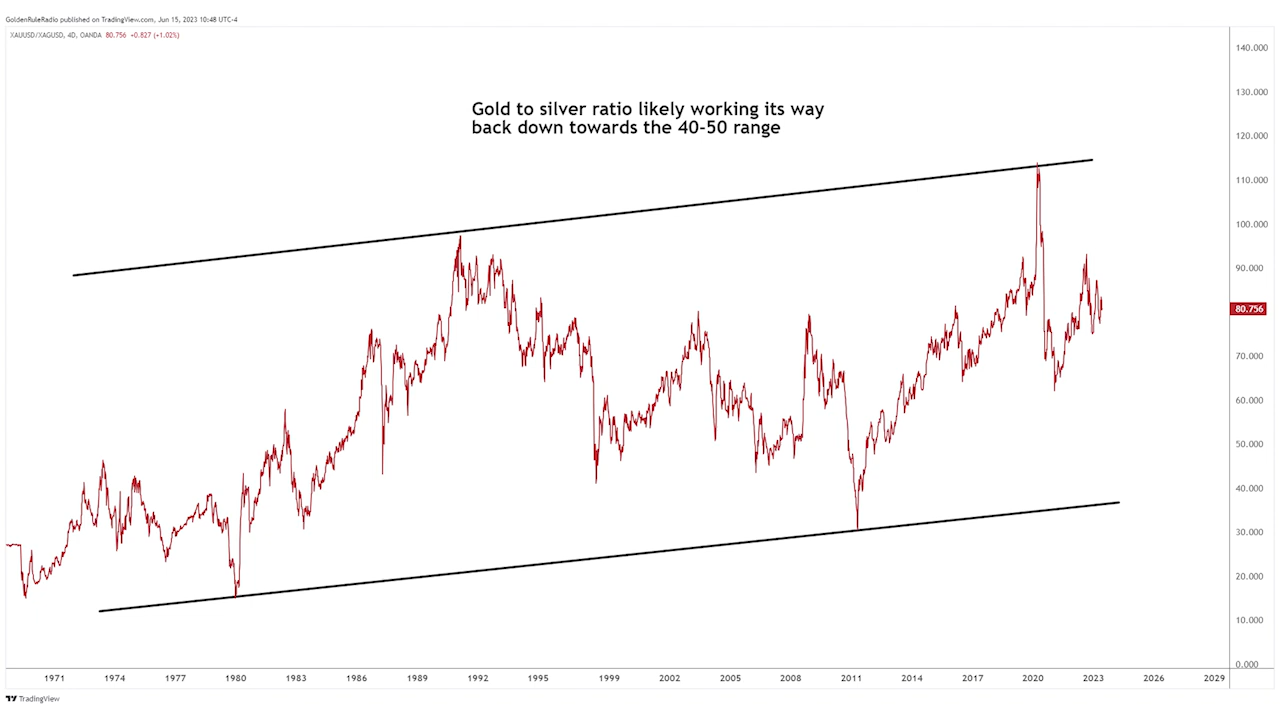 GoldenRuleRadio published on TradingView.com, Jun 15, 2023 10:48 UTC-4
XAUUSD/XAGUSD, 4D, OANDA 80.756 +0.827 (+1.02%)
Gold to silver ratio likely working its way
back down towards the 40-50 range
140.000
130.000
120.000
110.000
100.000
90.000
80.756
70.000
60.000
50.000
40.000
30.000
20.000
10.000
0.000
1971 1974 1977 1980 1983 1986 1989 1992 1995 1999 2002 2005 2008 2011 2014 2017 2020 2023 2026 2029
TradingView